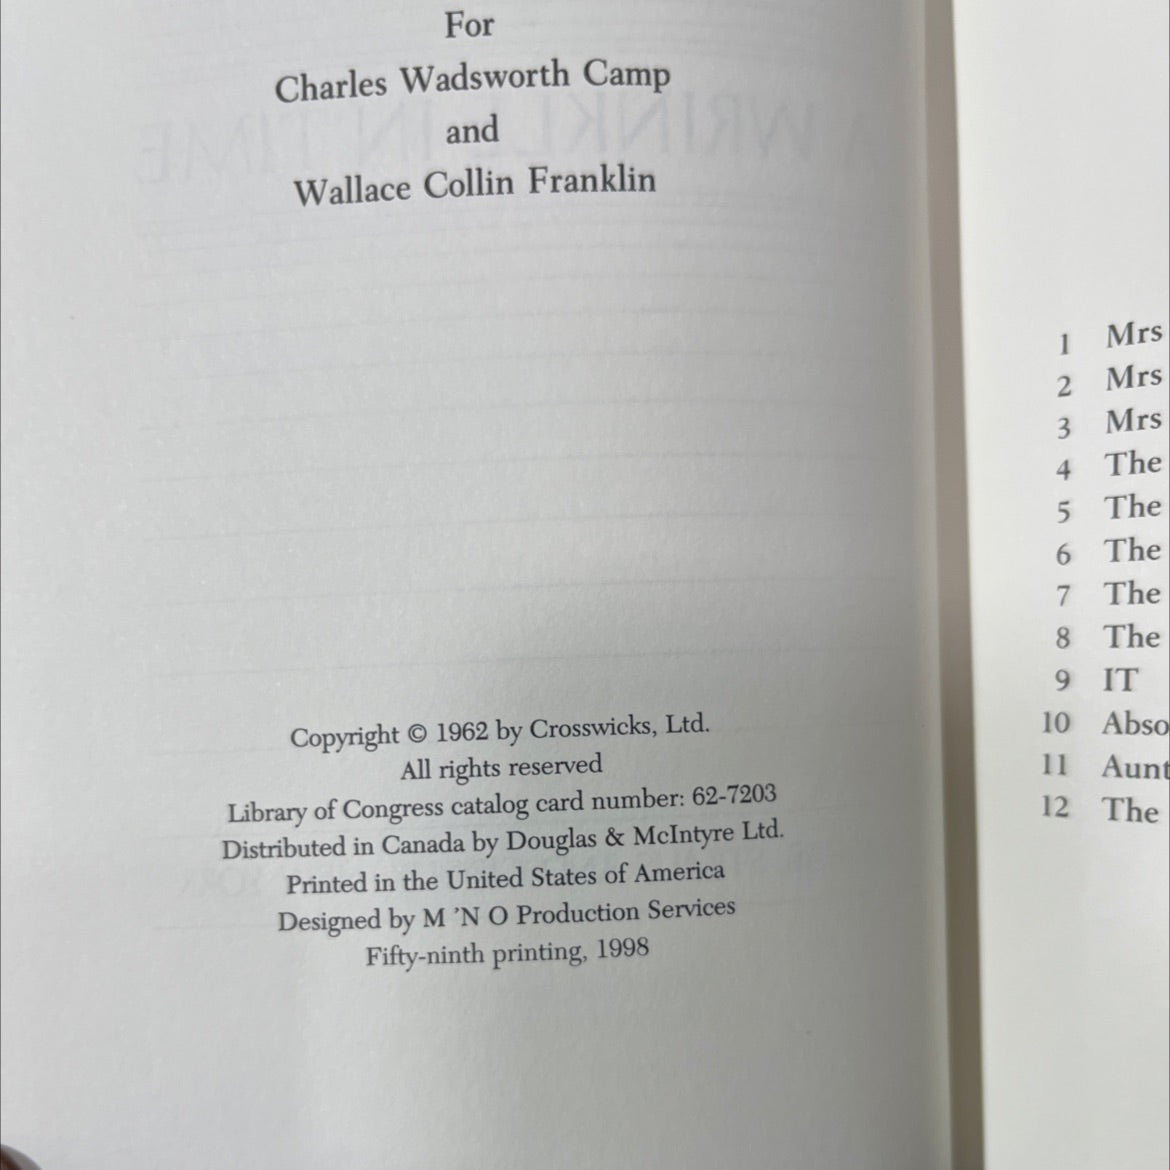 For
Charles Wadsworth Camp
and
Wallace Collin Franklin
A WRINKLE IN TIME
Copyright © 1962 by Crosswicks, Ltd.
All rights reserved
Library of Congress catalog card number: 62-7203
Distributed in Canada by Douglas & McIntyre Ltd.
Printed in the United States of America
Designed by M ’N O Production Services
Fifty-ninth printing, 1998
1 Mrs
2 Mrs
3 Mrs
4 The
5 The
6 The
7 The
8 The
9 IT
10 Abso
11 Aunt
12 The